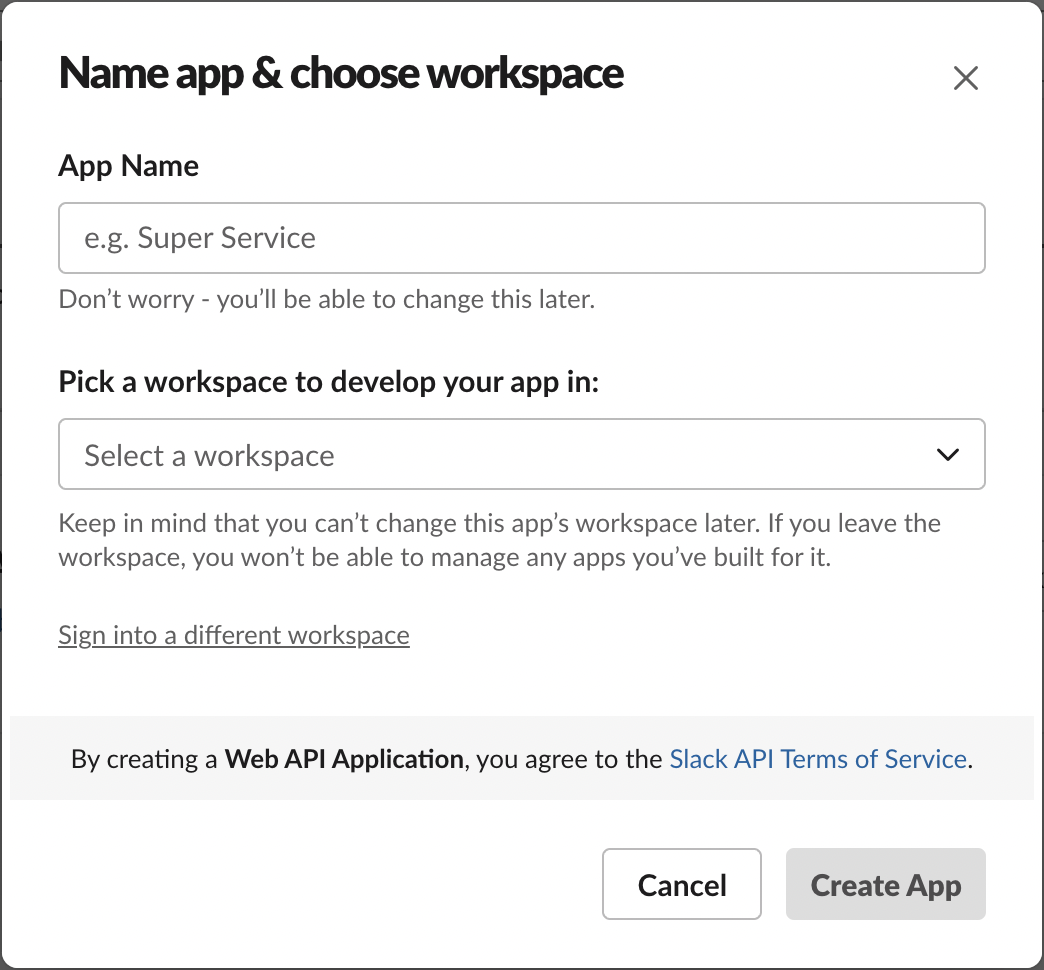 Name app & choose workspace
App Name
e.g. Super Service
Don’t worry - you’ll be able to change this later.
Pick a workspace to develop your app in:
Select a workspace
Keep in mind that you can’t change this app’s workspace later. If you leave the
workspace, you won’t be able to manage any apps you’ve built for it.
Sign into a different workspace
By creating a Web API Application, you agree to the Slack API Terms of Service.
Cancel
Create App